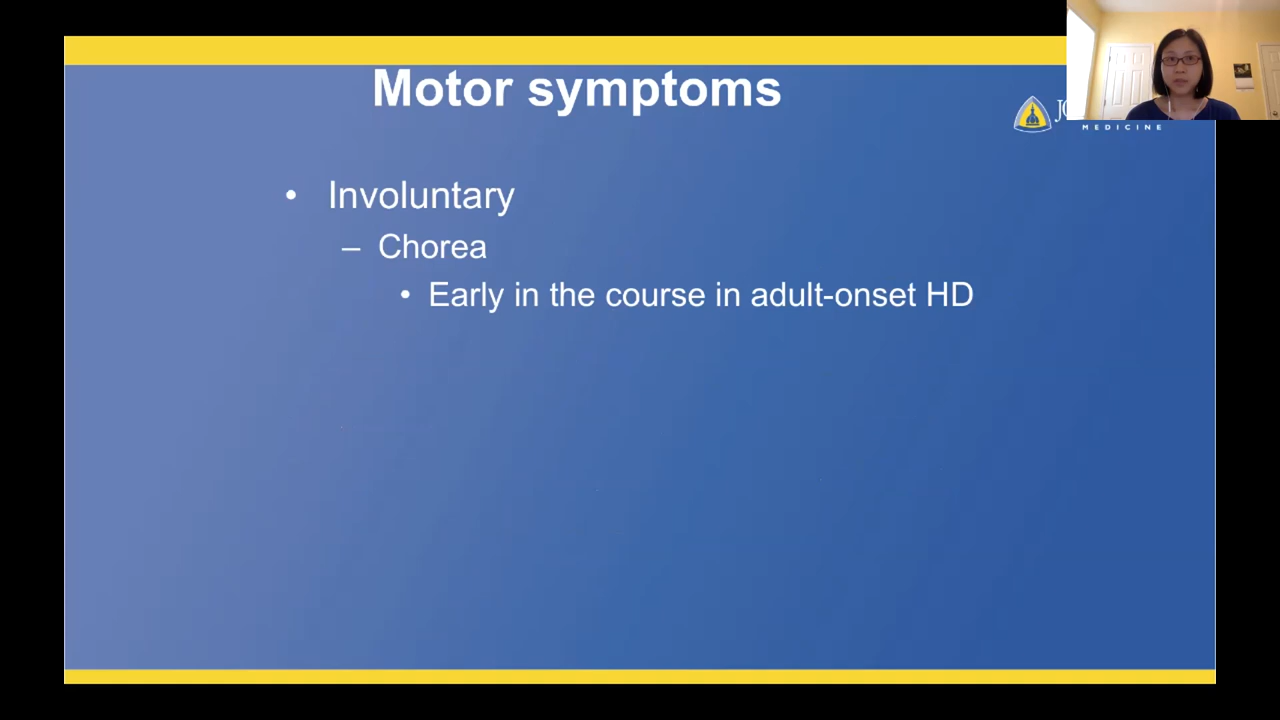 Motor symptoms
MEDICINE
• Involuntary
– Chorea
• Early in the course in adult-onset HD